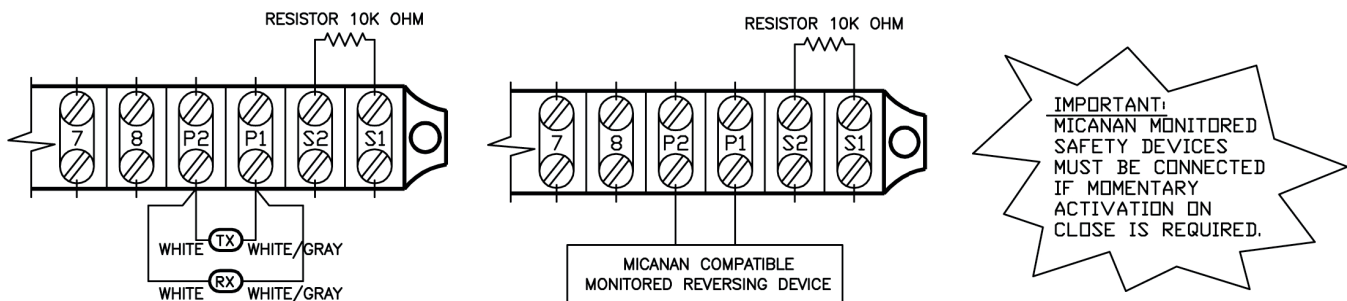 RESISTOR 10K OHM
7 8 P2 P1 S2 S1
WHITE TX WHITE/GRAY
WHITE RX WHITE/GRAY
RESISTOR 10K OHM
7 8 P2 P1 S2 S1
MICANAN COMPATIBLE
MONITORED REVERSING DEVICE
IMPORTANT:
MICANAN MONITORED
SAFETY DEVICES
MUST BE CONNECTED
IF MOMENTARY
ACTIVATION ON
CLOSE IS REQUIRED.